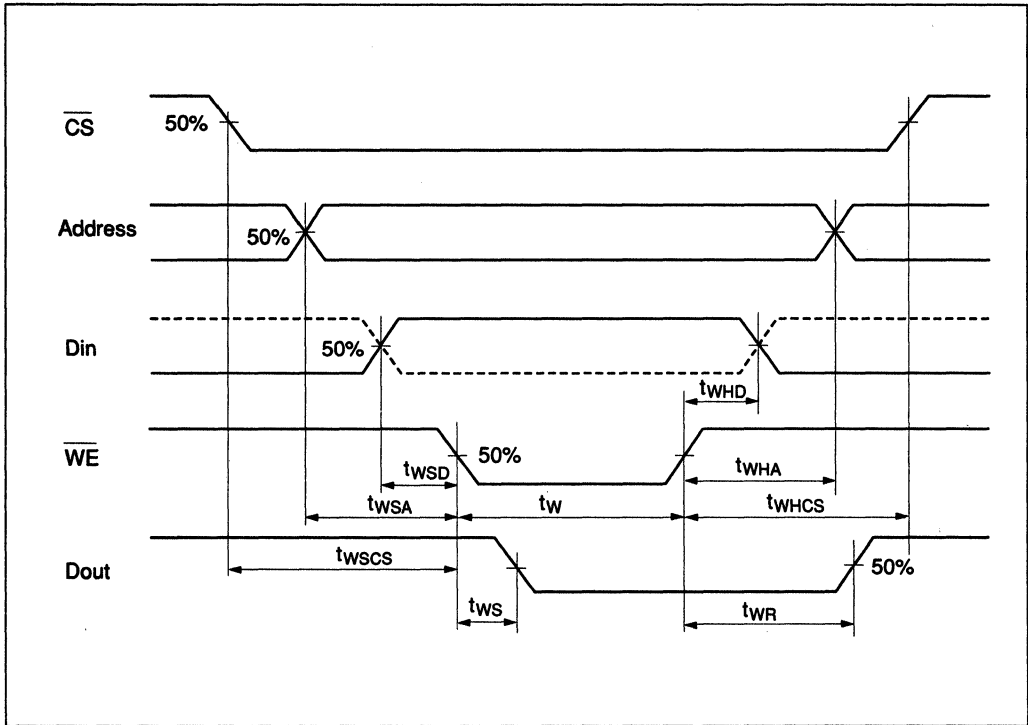 CS
50%
Address
50%
Din
50%
tWHD
WE
50%
tWSD
tWHA
tWSA
tW
tWHCS
Dout
tWSCS
50%
tWS
tWR